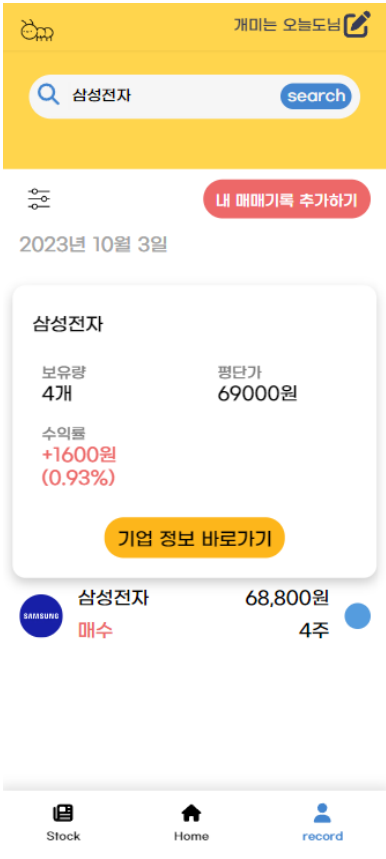 개미는 오늘도님
삼성전자
search
내 매매기록 추가하기
2023년 10월 3일
삼성전자
보유량
평단가
4개
69000원
수익률
+1600원
(0.93%)
기업 정보 바로가기
SAMSUNG
삼성전자
68,800원
매수
4주
Stock
Home
record